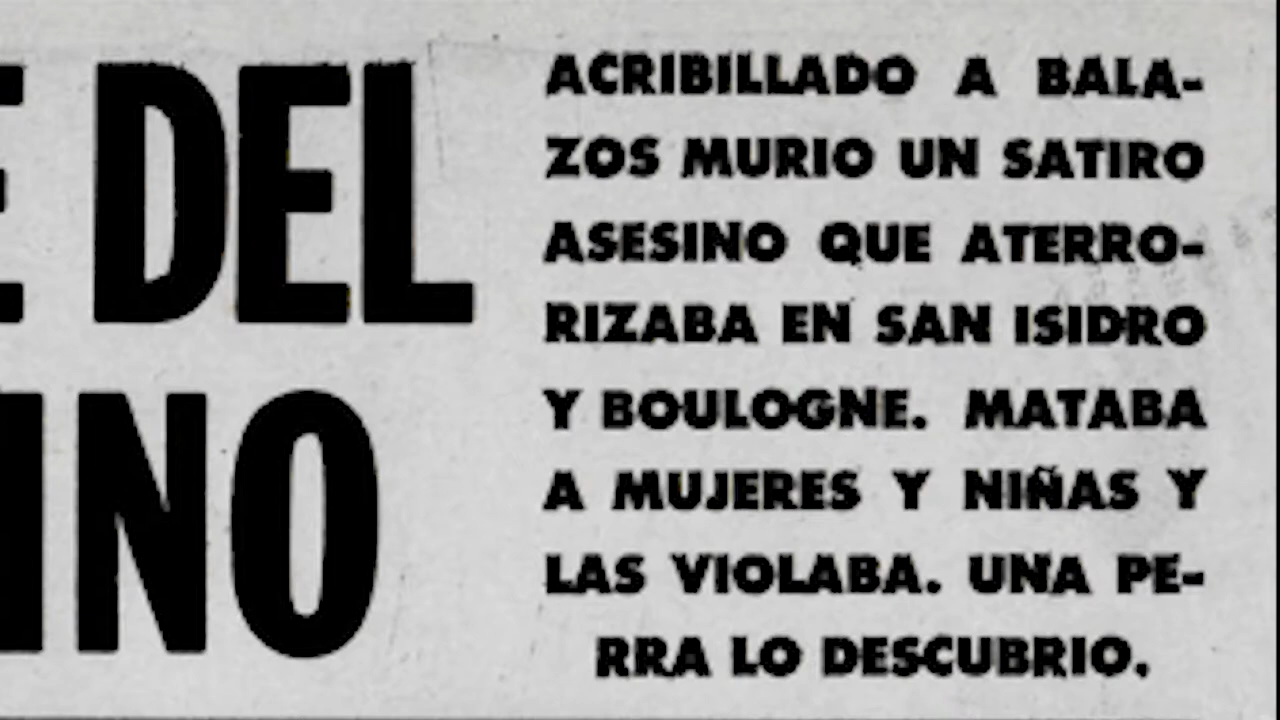 DEL
ACRIBILLADO A BALA-
ZOS MURIO UN SATIRO
ASESINO QUE ATERRO-
RIZABA EN SAN ISIDRO
Y BOULOGNE. MATABA
A MUJERES Y NIÑAS Y
LAS VIOLABA. UNA PE-
RRA LO DESCUBRIO.